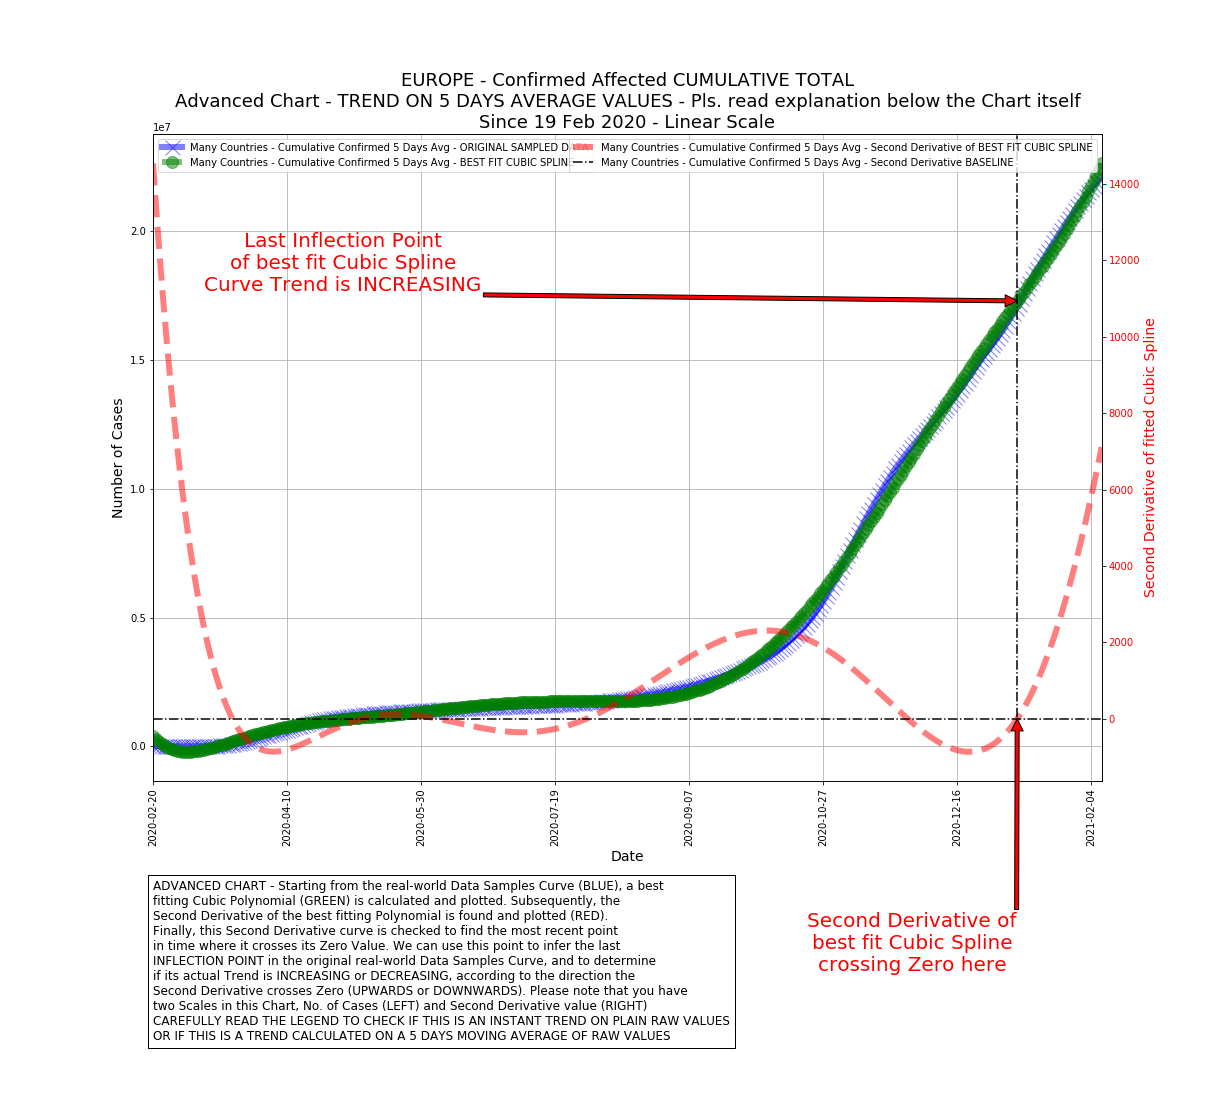 EUROPE - Confirmed Affected CUMULATIVE TOTAL
Advanced Chart - TREND ON 5 DAYS AVERAGE VALUES - Pls. read explanation below the Chart itself
Since 19 Feb 2020 - Linear Scale
1e7
Many Countries - Cumulative Confirmed 5 Days Avg - ORIGINAL SAMPLED DATA
Many Countries - Cumulative Confirmed 5 Days Avg - BEST FIT CUBIC SPLIN
Many Countries - Cumulative Confirmed 5 Days Avg - Second Derivative of BEST FIT CUBIC SPLINE
Many Countries - Cumulative Confirmed 5 Days Avg - Second Derivative BASELINE
Last Inflection Point
of best fit Cubic Spline
Curve Trend is INCREASING
Number of Cases
2.0
1.5
1.0
0.5
0.0
14000
12000
10000
8000
6000
4000
2000
0
Second Derivative of fitted Cubic Spline
2020-02-20
2020-04-10
2020-05-30
2020-07-19
2020-09-07
2020-10-27
2020-12-16
2021-02-04
Date
ADVANCED CHART - Starting from the real-world Data Samples Curve (BLUE), a best
fitting Cubic Polynomial (GREEN) is calculated and plotted. Subsequently, the
Second Derivative of the best fitting Polynomial is found and plotted (RED).
Finally, this Second Derivative curve is checked to find the most recent point
in time where it crosses its Zero Value. We can use this point to infer the last
INFLECTION POINT in the original real-world Data Samples Curve, and to determine
if its actual Trend is INCREASING or DECREASING, according to the direction the
Second Derivative crosses Zero (UPWARDS or DOWNWARDS). Please note that you have
two Scales in this Chart, No. of Cases (LEFT) and Second Derivative value (RIGHT)
CAREFULLY READ THE LEGEND TO CHECK IF THIS IS AN INSTANT TREND ON PLAIN RAW VALUES
OR IF THIS IS A TREND CALCULATED ON A 5 DAYS MOVING AVERAGE OF RAW VALUES
Second Derivative of
best fit Cubic Spline
crossing Zero here